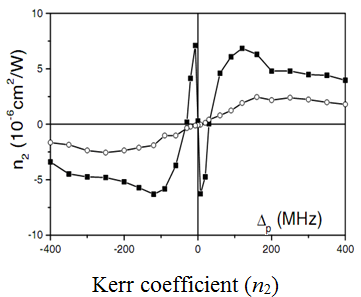 10
5
0
-5
-10
n₂ (10⁻⁶cm²/W)
Δₚ (MHz)
-400 -200 0 200 400
Kerr coefficient (n₂)